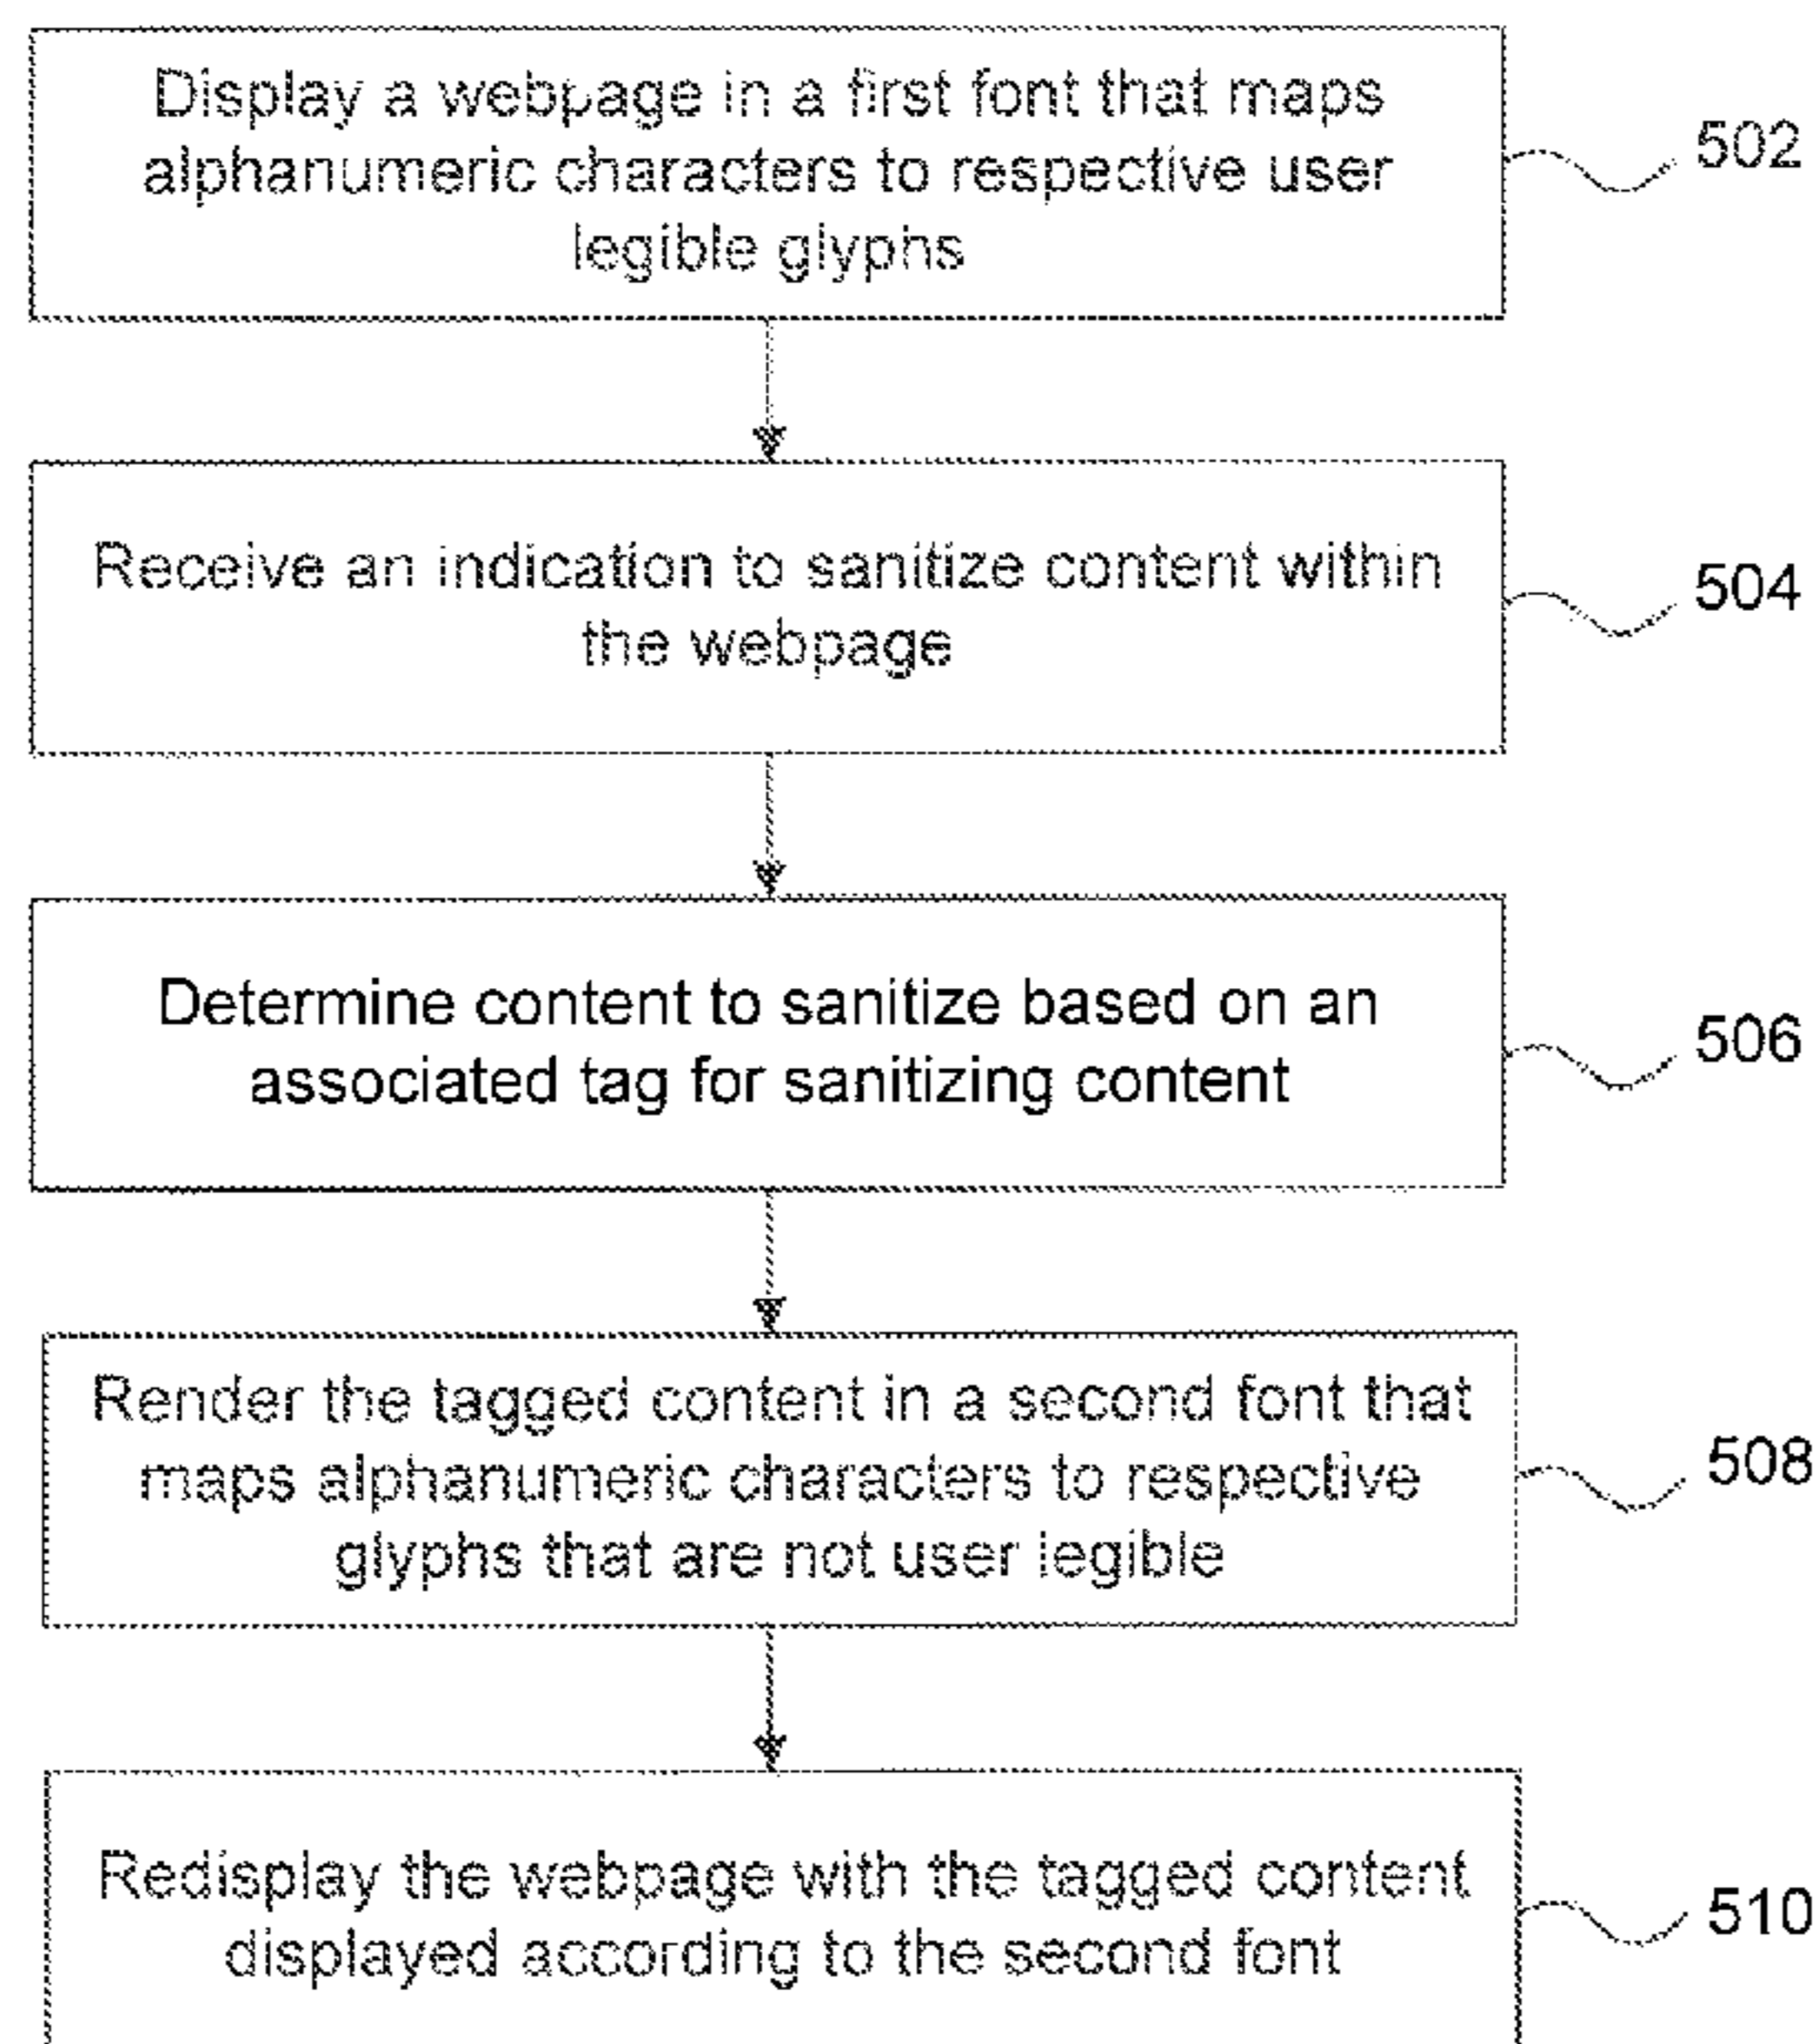 Display a webpage in a first font that maps
alphanumeric characters to respective user
legible glyphs
502
Receive an indication to sanitize content within
the webpage
504
Determine content to sanitize based on an
associated tag for sanitizing content
506
Render the tagged content in a second font that
maps alphanumeric characters to respective
glyphs that are not user legible
508
Redisplay the webpage with the tagged content
displayed according to the second font
510